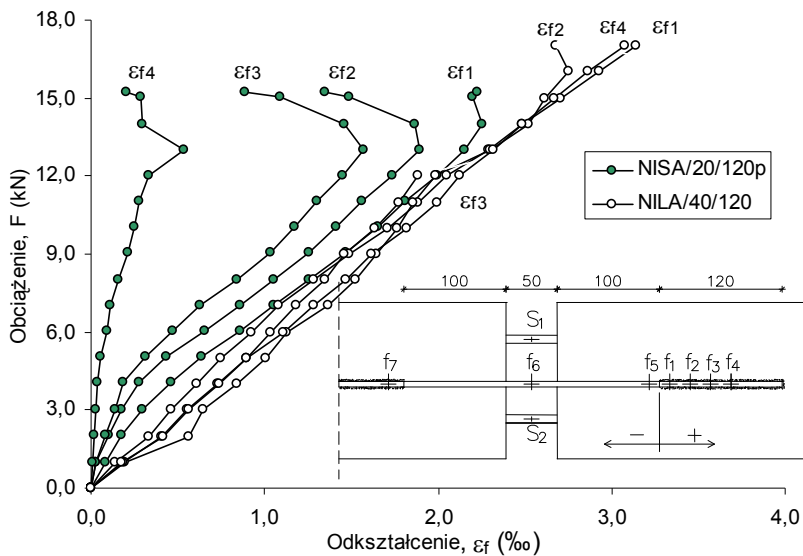 18,0
15,0
12,0
9,0
6,0
3,0
0,0
Obciążenie, F (kN)
εf4
εf3
εf2
εf1
εf2
εf4
εf1
εf3
NISA/20/120p
NILA/40/120
100
50
100
120
S1
f7
f6
f5
f1
f2
f3
f4
S2
−
+
0,0
1,0
2,0
3,0
4,0
Odkształcenie, εf (‰)